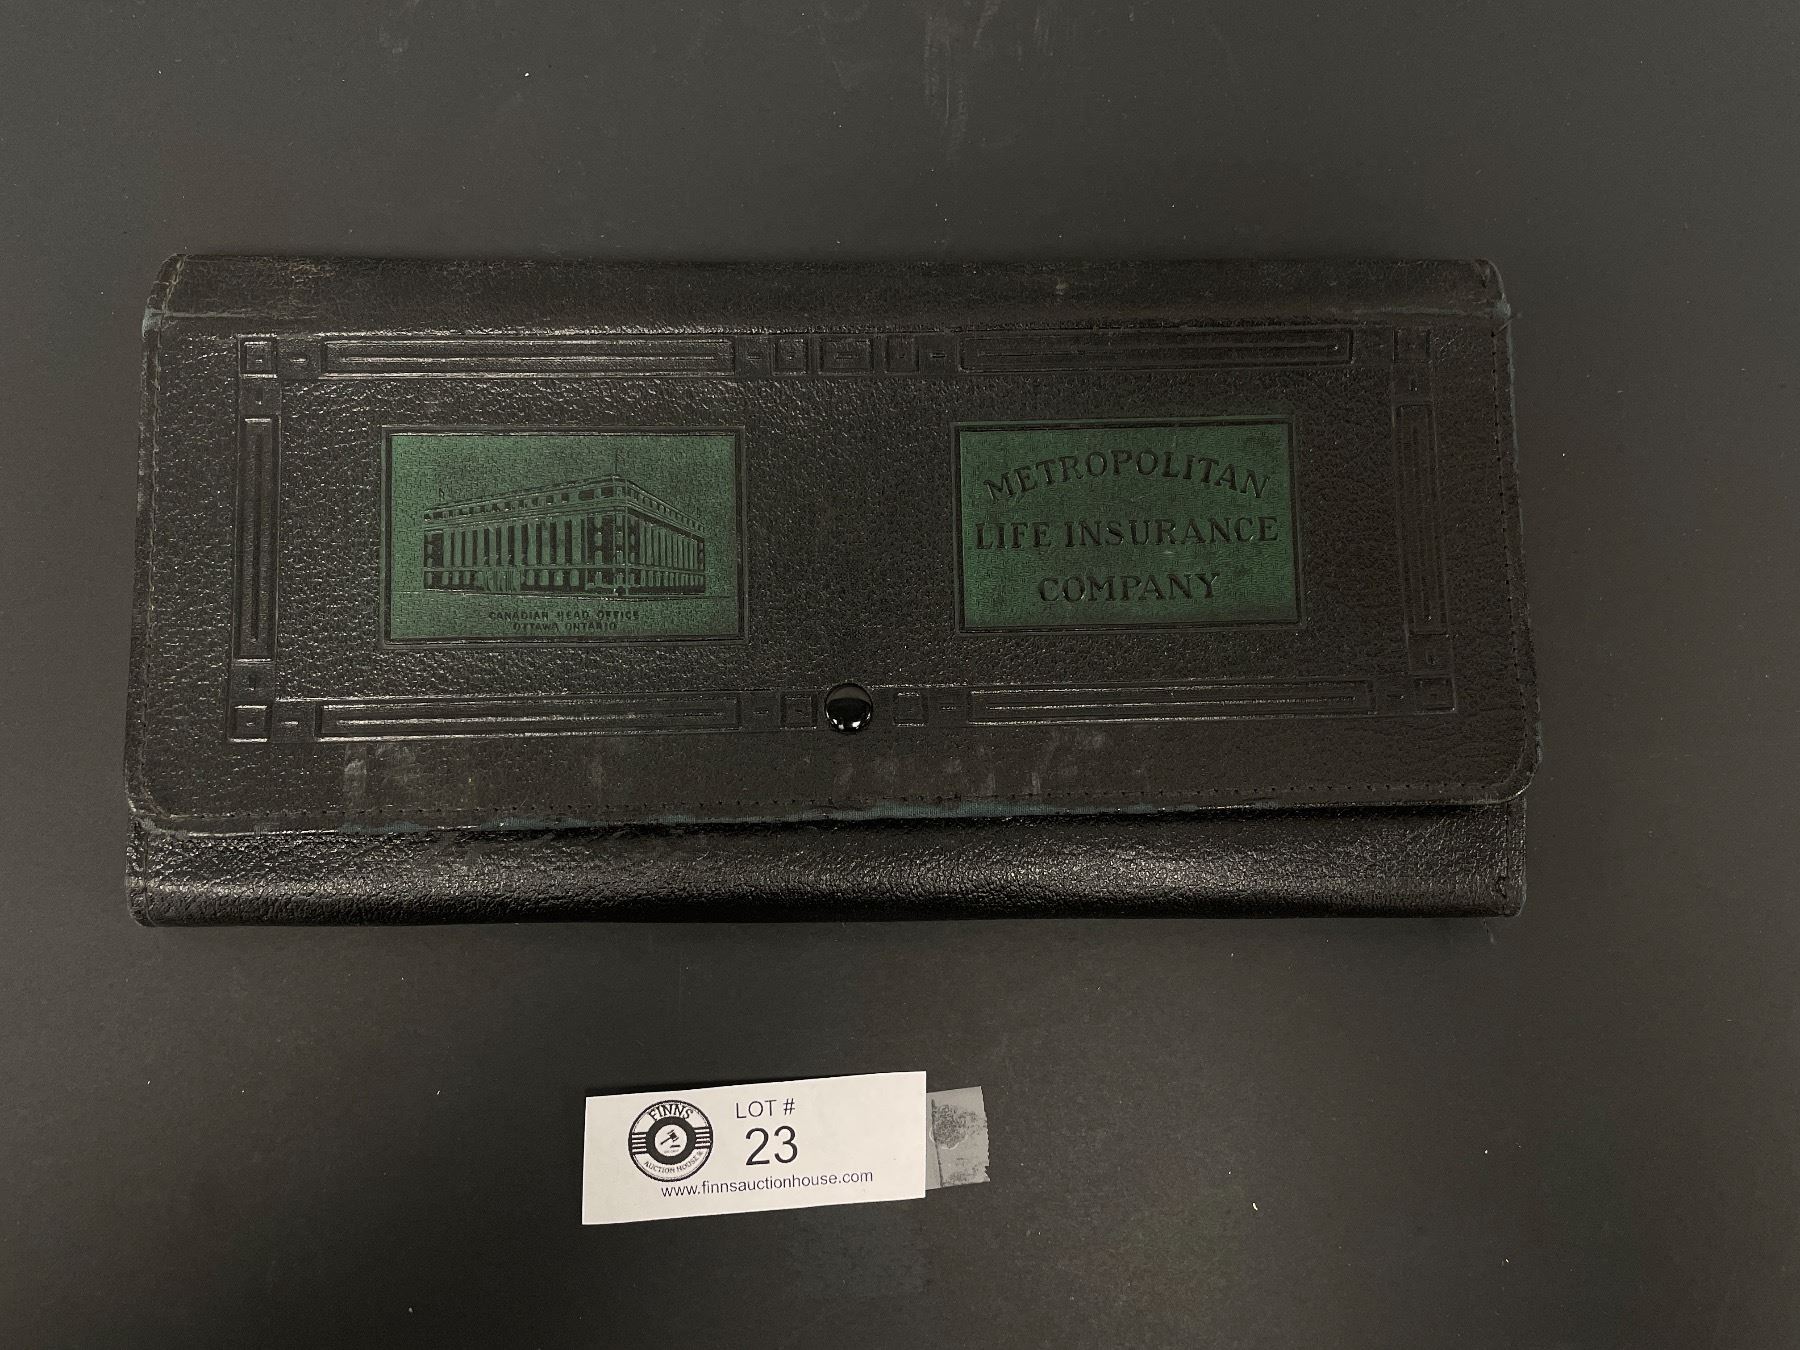 METROPOLITAN
LIFE INSURANCE
COMPANY
CANADIAN HEAD OFFICE
OTTAWA ONTARIO
FINNS
AUCTION HOUSE
LOT #
23
www.finnsauctionhouse.com